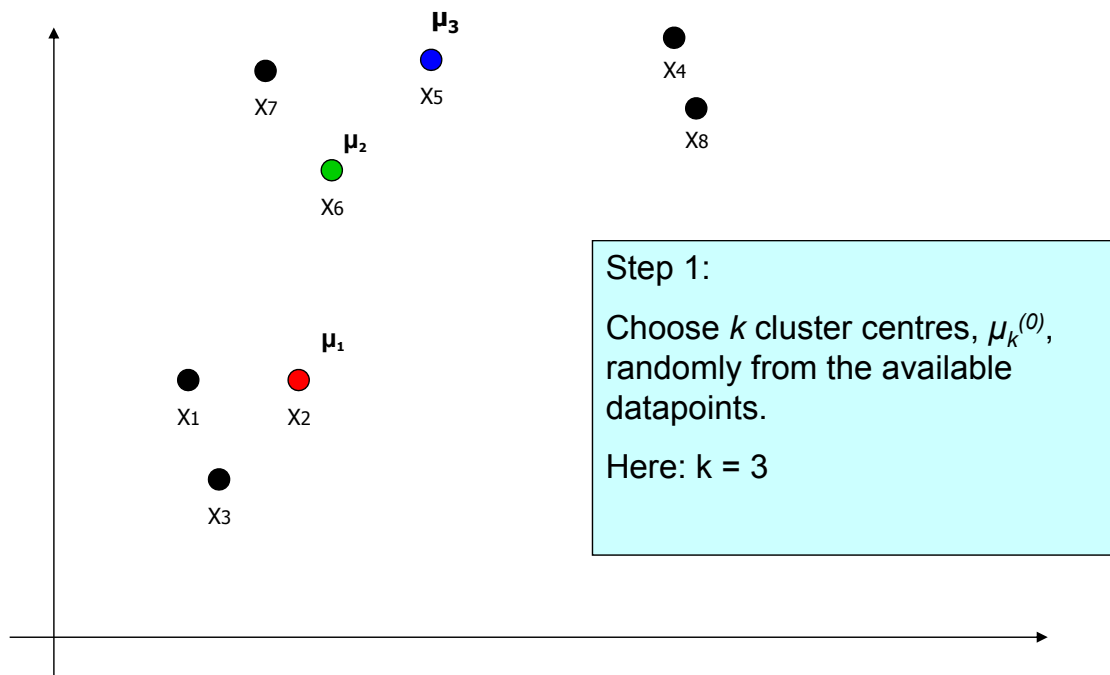 μ₃
X4
X7
X5
X8
μ₂
X6
Step 1:
Choose k cluster centres, μₖ⁽⁰⁾,
randomly from the available
datapoints.
Here: k = 3
μ₁
X1
X2
X3